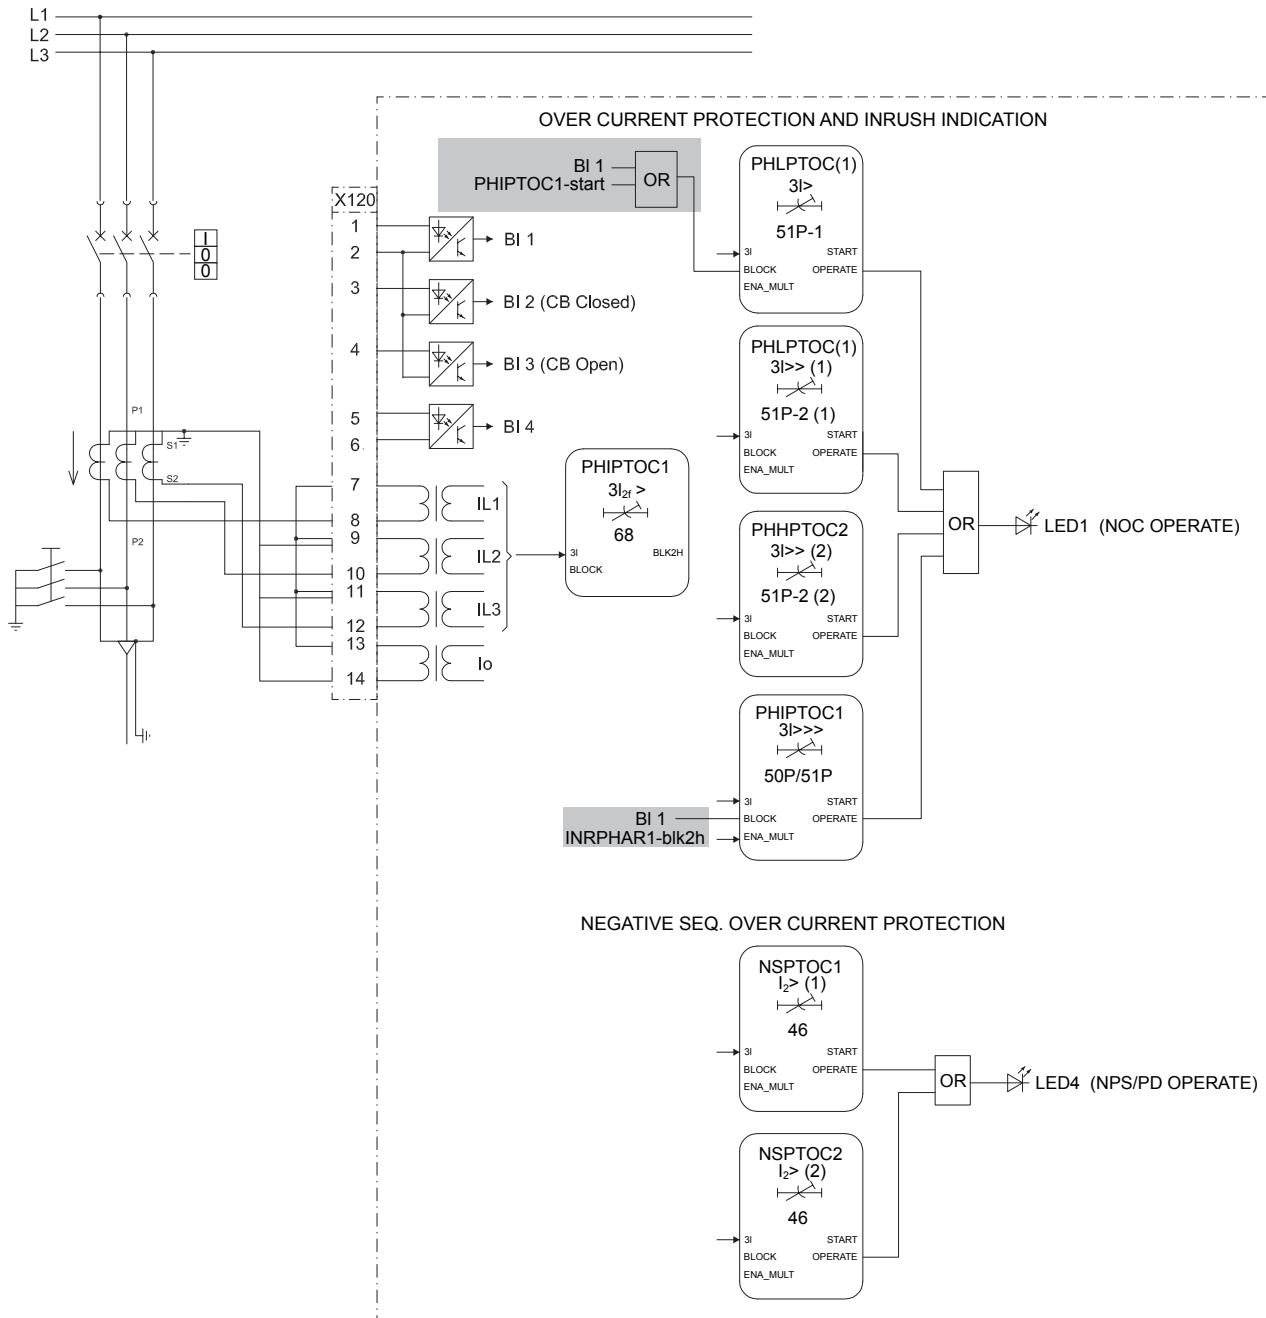 L1
L2
L3
OVER CURRENT PROTECTION AND INRUSH INDICATION
BI 1
PHIPTOC1-start
OR
PHLPTOC(1)
3I>
51P-1
3I
START
BLOCK
OPERATE
ENA_MULT
I
0
0
X120
1
2
3
4
5
6
7
8
9
10
11
12
13
14
BI 1
BI 2 (CB Closed)
BI 3 (CB Open)
BI 4
P1
S1
S2
P2
IL1
IL2
IL3
Io
PHIPTOC1
3I2f >
68
3I
BLK2H
BLOCK
PHLPTOC(1)
3I>> (1)
51P-2 (1)
3I
START
BLOCK
OPERATE
ENA_MULT
PHHPTOC2
3I>> (2)
51P-2 (2)
3I
START
BLOCK
OPERATE
ENA_MULT
OR
LED1 (NOC OPERATE)
PHIPTOC1
3I>>>
50P/51P
3I
START
BLOCK
OPERATE
ENA_MULT
BI 1
INRPHAR1-blk2h
NEGATIVE SEQ. OVER CURRENT PROTECTION
NSPTOC1
I2> (1)
46
3I
START
BLOCK
OPERATE
ENA_MULT
OR
LED4 (NPS/PD OPERATE)
NSPTOC2
I2> (2)
46
3I
START
BLOCK
OPERATE
ENA_MULT